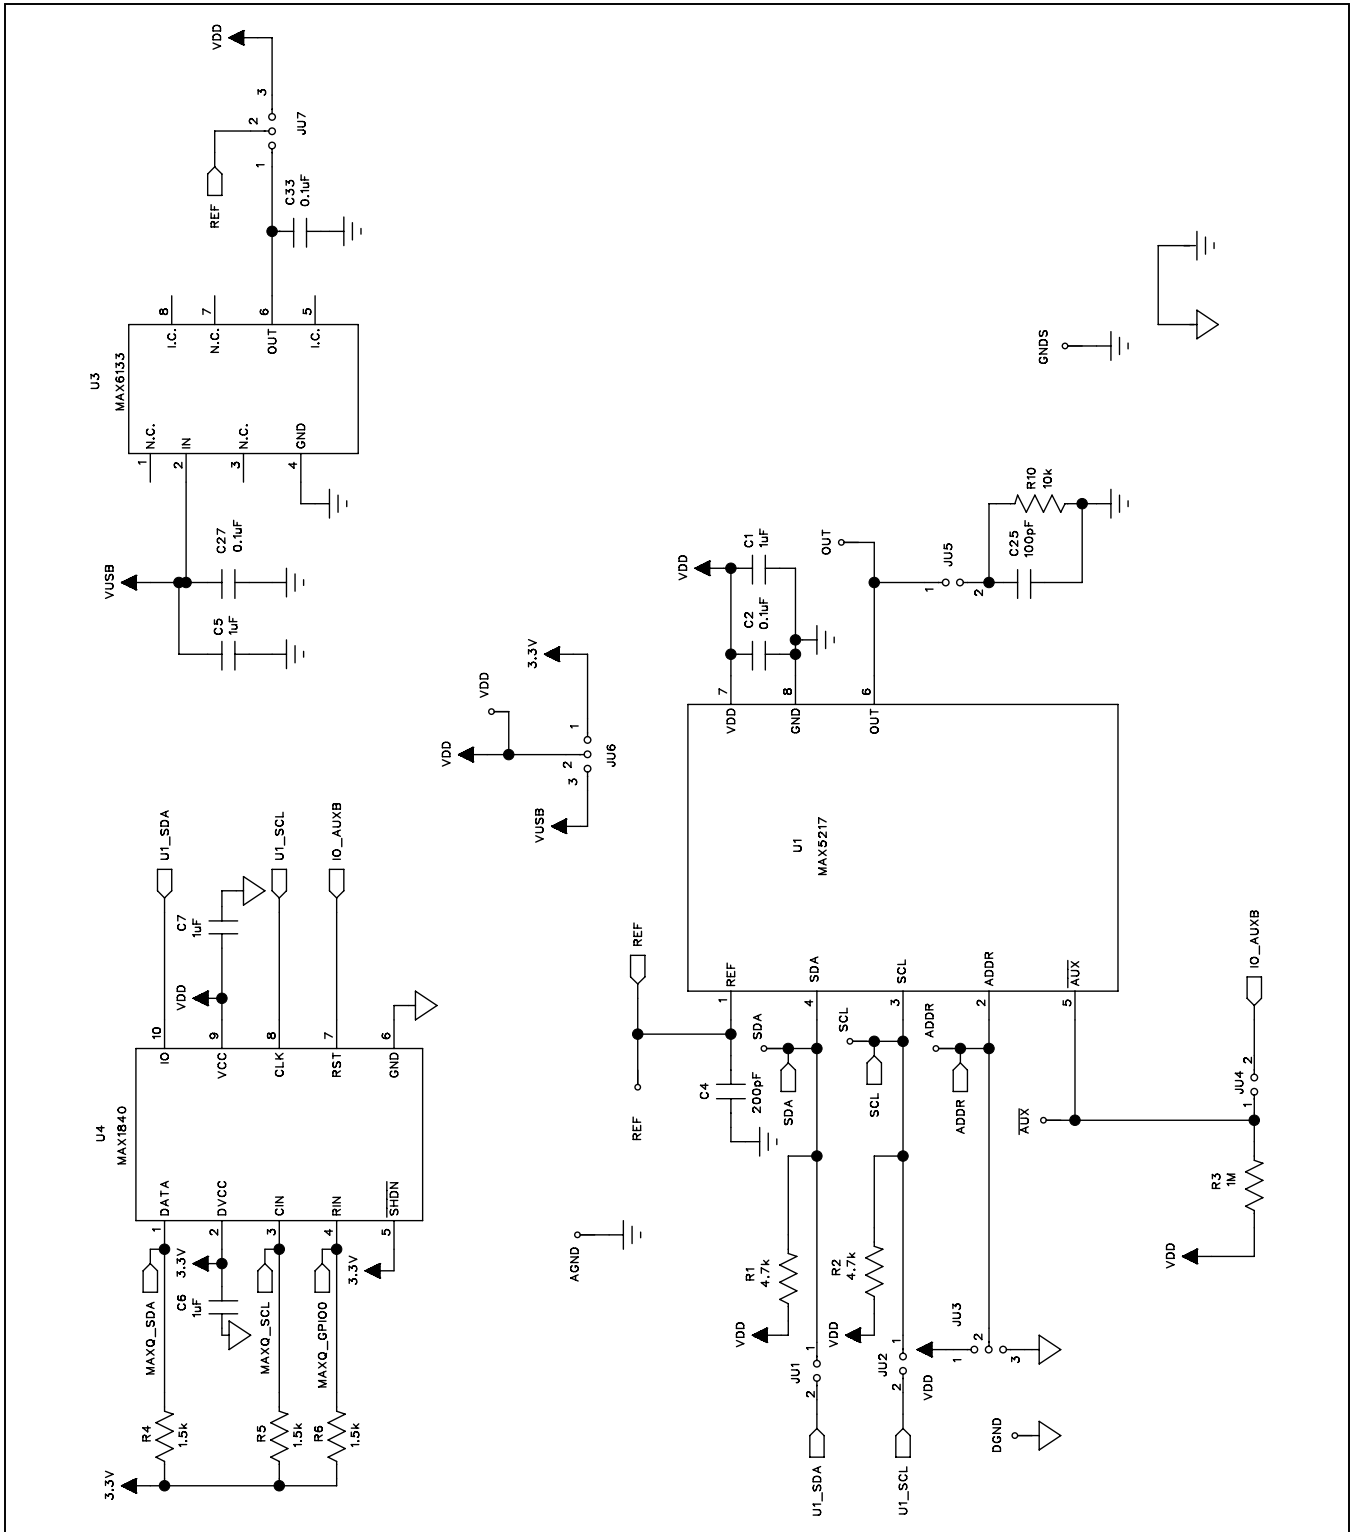 U4
MAX1840
3.3V
R4
1.5k
R5
1.5k
R6
1.5k
MAXQ_SDA
MAXQ_SCL
MAXQ_GPIO0
3.3V
C6
1uF
3.3V
1
DATA
2
DVCC
3
CIN
4
RIN
5
SHDN
IO
10
VCC
9
CLK
8
RST
7
GND
6
VDD
C7
1uF
U1_SDA
U1_SCL
IO_AUXB
U3
MAX6133
VUSB
C5
1uF
C27
0.1uF
1
N.C.
2
IN
3
N.C.
4
GND
I.C.
8
N.C.
7
OUT
6
I.C.
5
C33
0.1uF
REF
1
2
3
JU7
VDD
VDD
VDD
VUSB
3
2
1
JU6
3.3V
AGND
REF
REF
C4
200pF
U1
MAX5217
1
REF
4
SDA
3
SCL
2
ADDR
5
AUX
VDD
7
GND
8
OUT
6
VDD
C2
0.1uF
C1
1uF
OUT
1
2
JU5
C25
100pF
R10
10k
SDA
SDA
SCL
SCL
ADDR
ADDR
AUX
R1
4.7k
VDD
R2
4.7k
VDD
U1_SDA
2
1
JU1
U1_SCL
2
1
JU2
VDD
1
2
3
JU3
DGND
VDD
R3
1M
1
2
JU4
IO_AUXB
GNDS